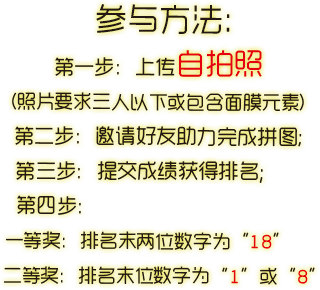 参与方法:
第一步: 上传自拍照
(照片要求三人以下或包含面膜元素)
第二步: 邀请好友助力完成拼图;
第三步: 提交成绩获得排名;
第四步:
一等奖: 排名末两位数字为“18”
二等奖: 排名末位数字为“1”或“8”